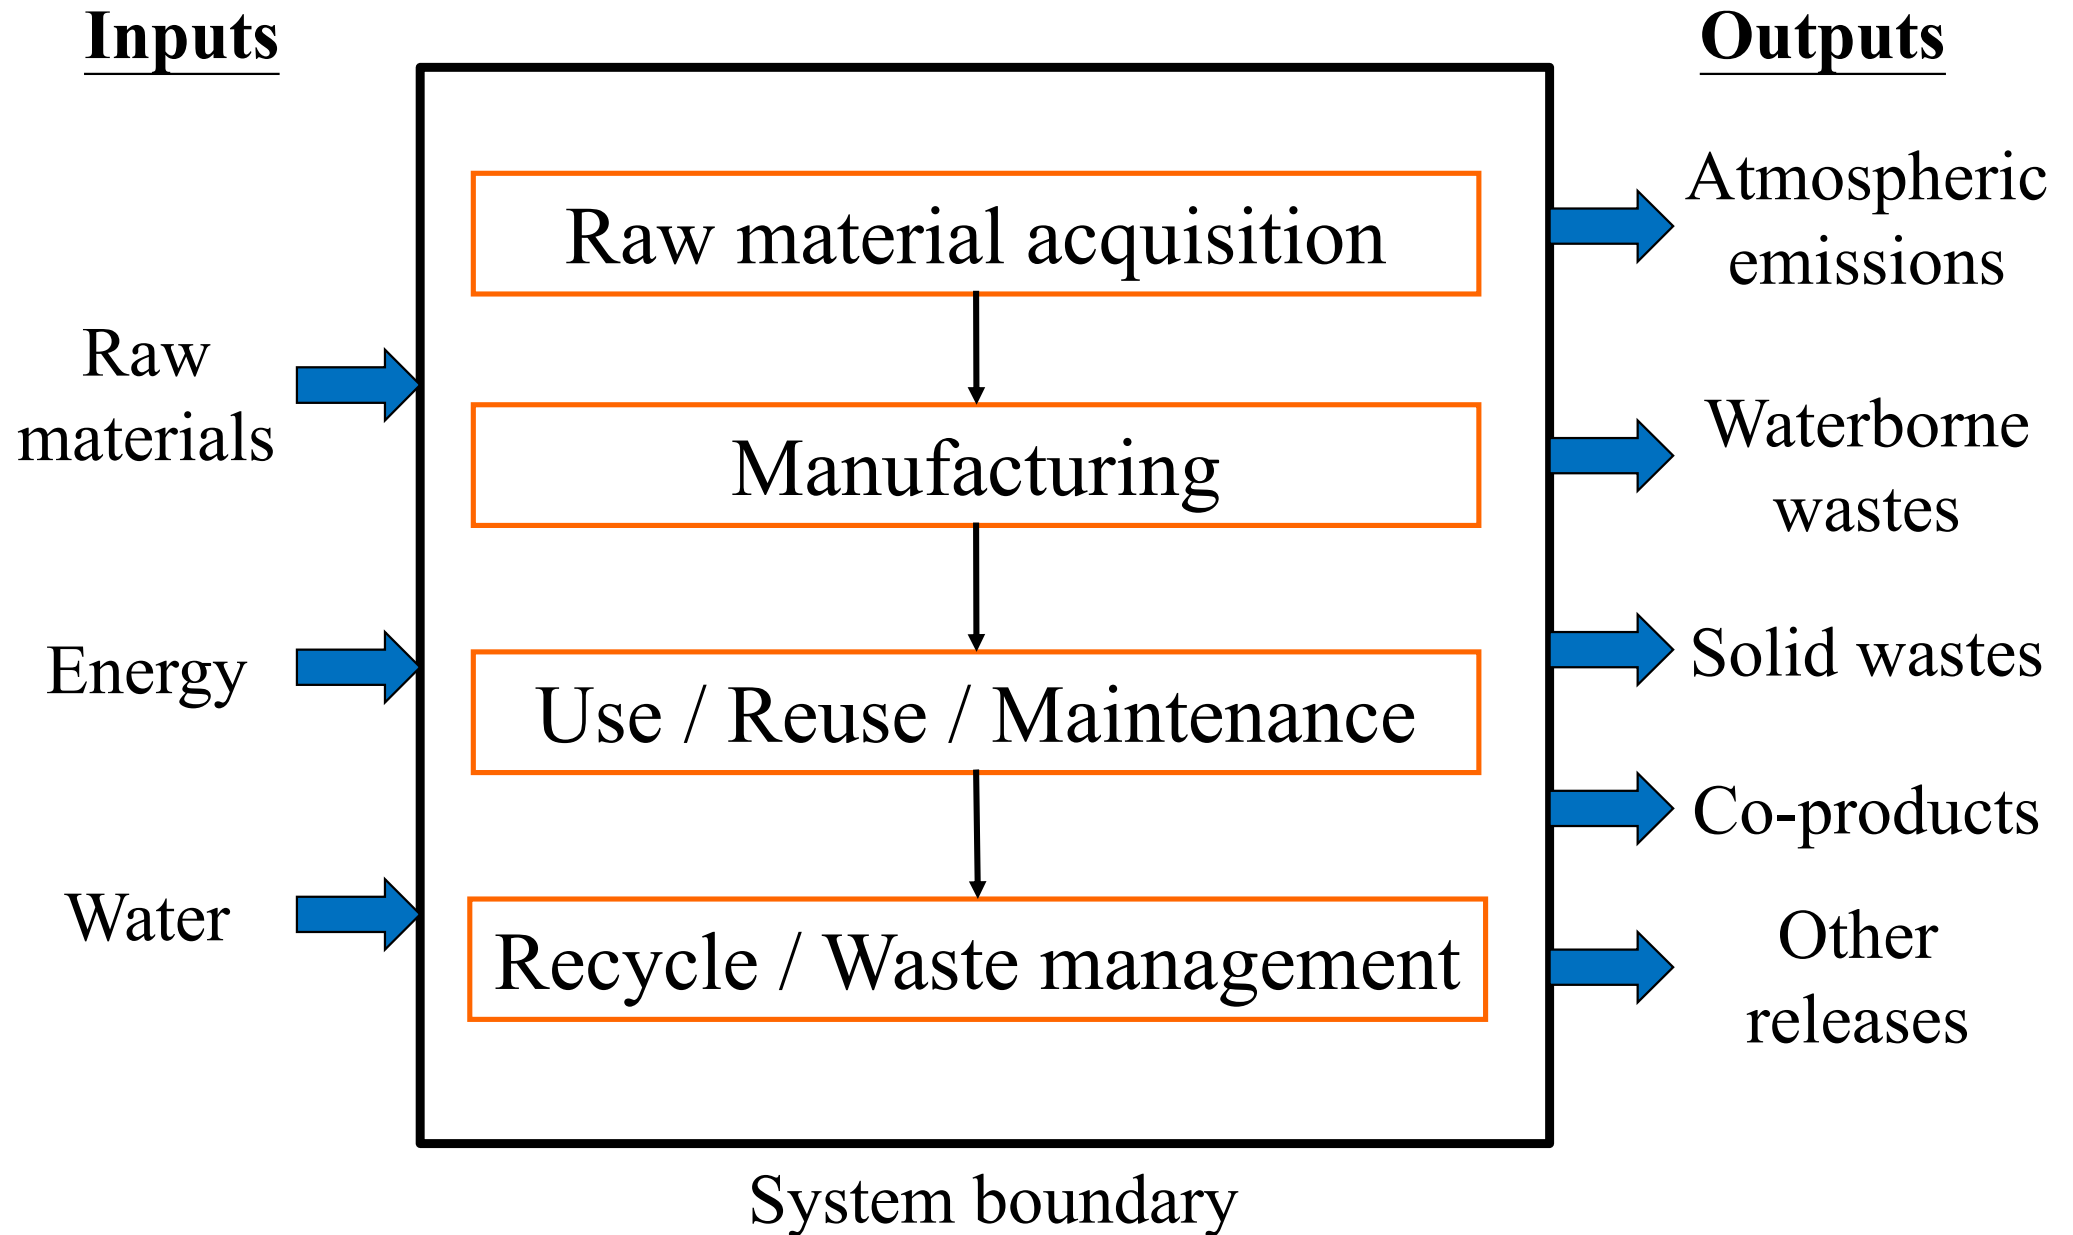 Inputs
Raw
materials
Energy
Water
Raw material acquisition
Manufacturing
Use / Reuse / Maintenance
Recycle / Waste management
System boundary
Outputs
Atmospheric
emissions
Waterborne
wastes
Solid wastes
Co-products
Other
releases